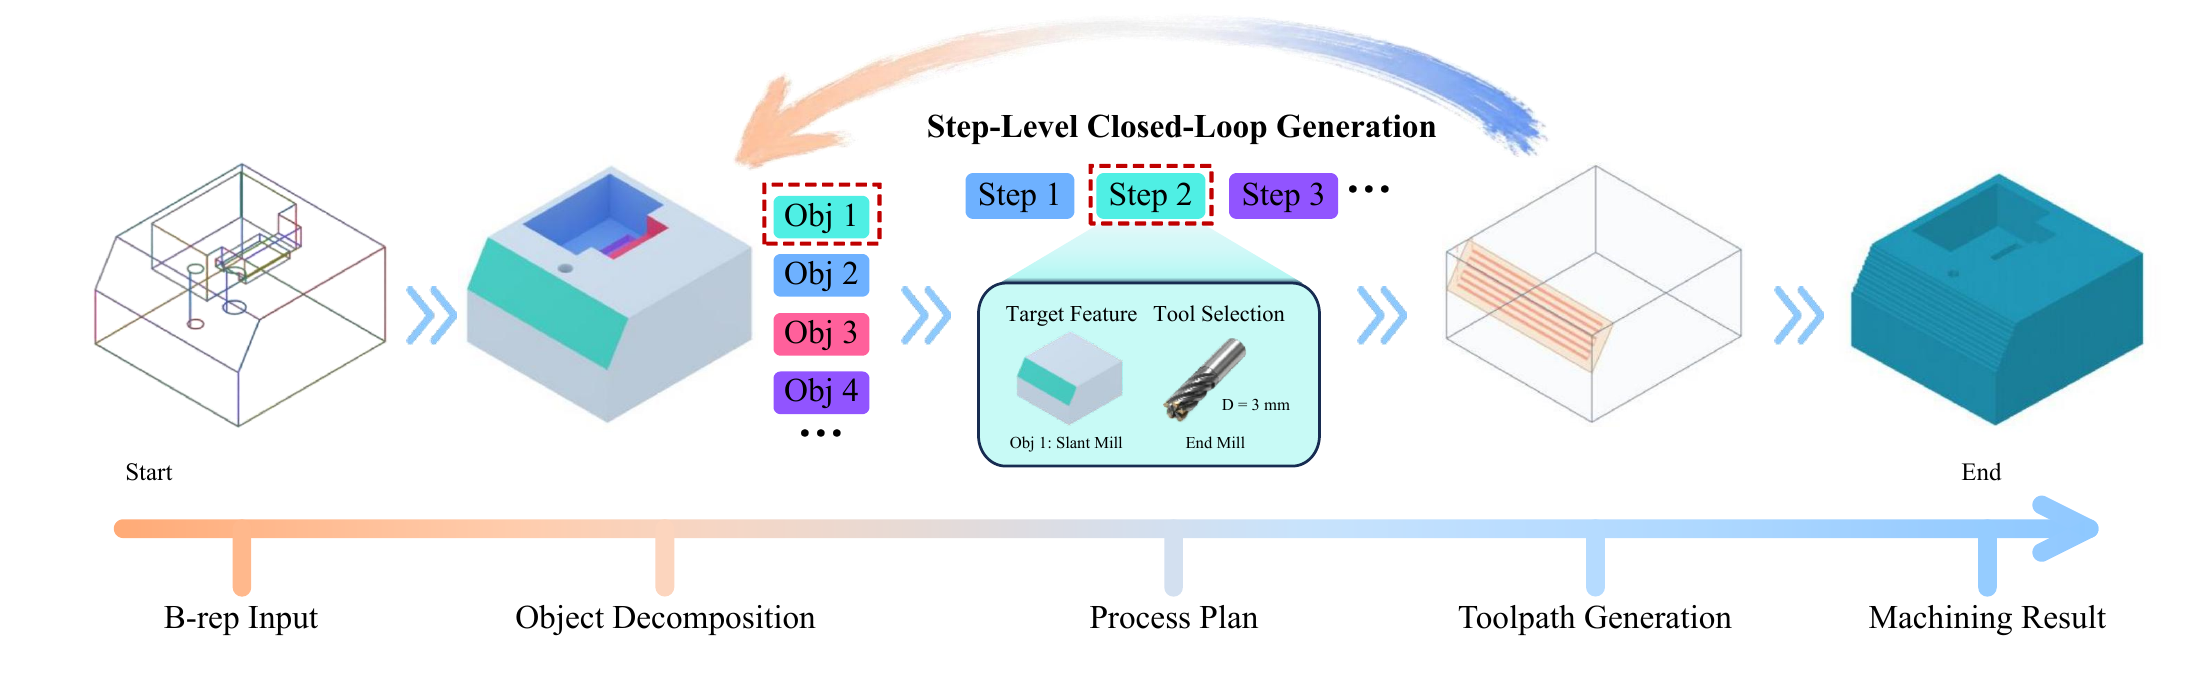 Step-Level Closed-Loop Generation
Obj 1
Obj 2
Obj 3
Obj 4
...
Step 1 Step 2 Step 3 ...
Target Feature Tool Selection
D = 3 mm
Obj 1: Slant Mill End Mill
Start
End
B-rep Input
Object Decomposition
Process Plan
Toolpath Generation
Machining Result